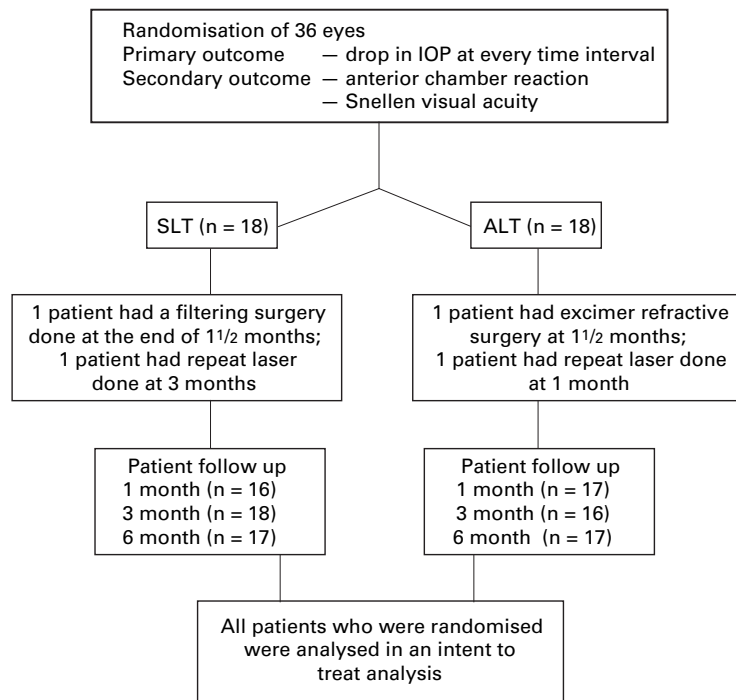 Randomisation of 36 eyes
Primary outcome — drop in IOP at every time interval
Secondary outcome — anterior chamber reaction
— Snellen visual acuity
SLT (n = 18)
ALT (n = 18)
1 patient had a filtering surgery
done at the end of 1 1/2 months;
1 patient had repeat laser
done at 3 months
1 patient had excimer refractive
surgery at 1 1/2 months;
1 patient had repeat laser done
at 1 month
Patient follow up
1 month (n = 16)
3 month (n = 18)
6 month (n = 17)
Patient follow up
1 month (n = 17)
3 month (n = 16)
6 month (n = 17)
All patients who were randomised
were analysed in an intent to
treat analysis